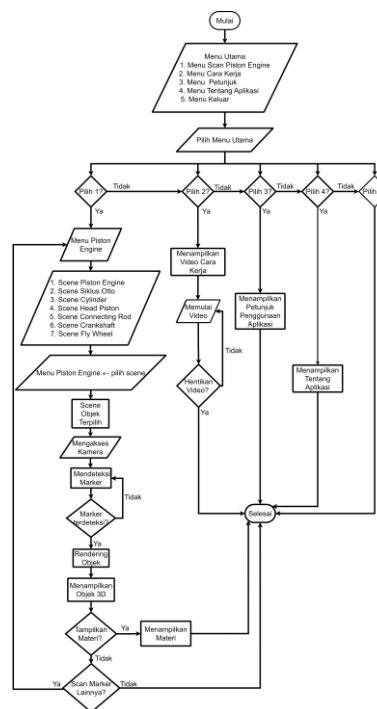 Mulai
Menu Utama
1. Menu Scan Piston Engine
2. Menu Cara Kerja
3. Menu Petunjuk
4. Menu Tentang Aplikasi
5. Menu Keluar
Pilih Menu Utama
Pilih 1?
Tidak
Pilih 2?
Tidak
Pilih 3?
Tidak
Pilih 4?
Tidak
Pilih
Ya
Ya
Ya
Ya
Menu Piston
Engine
1. Scene Piston Engine
2. Scene Siklus Otto
3. Scene Cylinder
4. Scene Head Piston
5. Scene Connecting Rod
6. Scene Crankshaft
7. Scene Fly Wheel
Menu Piston Engine ← pilih scene
Scene
Objek
Terpilih
Mengakses
Kamera
Mendeteksi
Marker
Tidak
Marker
terdeteksi?
Ya
Rendering
Objek
Menampilkan
Objek 3D
Tampilkan
Materi?
Ya
Menampilkan
Materi
Tidak
Scan Marker
Lainnya?
Ya
Tidak
Menampilkan
Video Cara
Kerja
Memulai
Video
Tidak
Hentikan
Video?
Ya
Menampilkan
Petunjuk
Penggunaan
Aplikasi
Menampilkan
Tentang
Aplikasi
Selesai